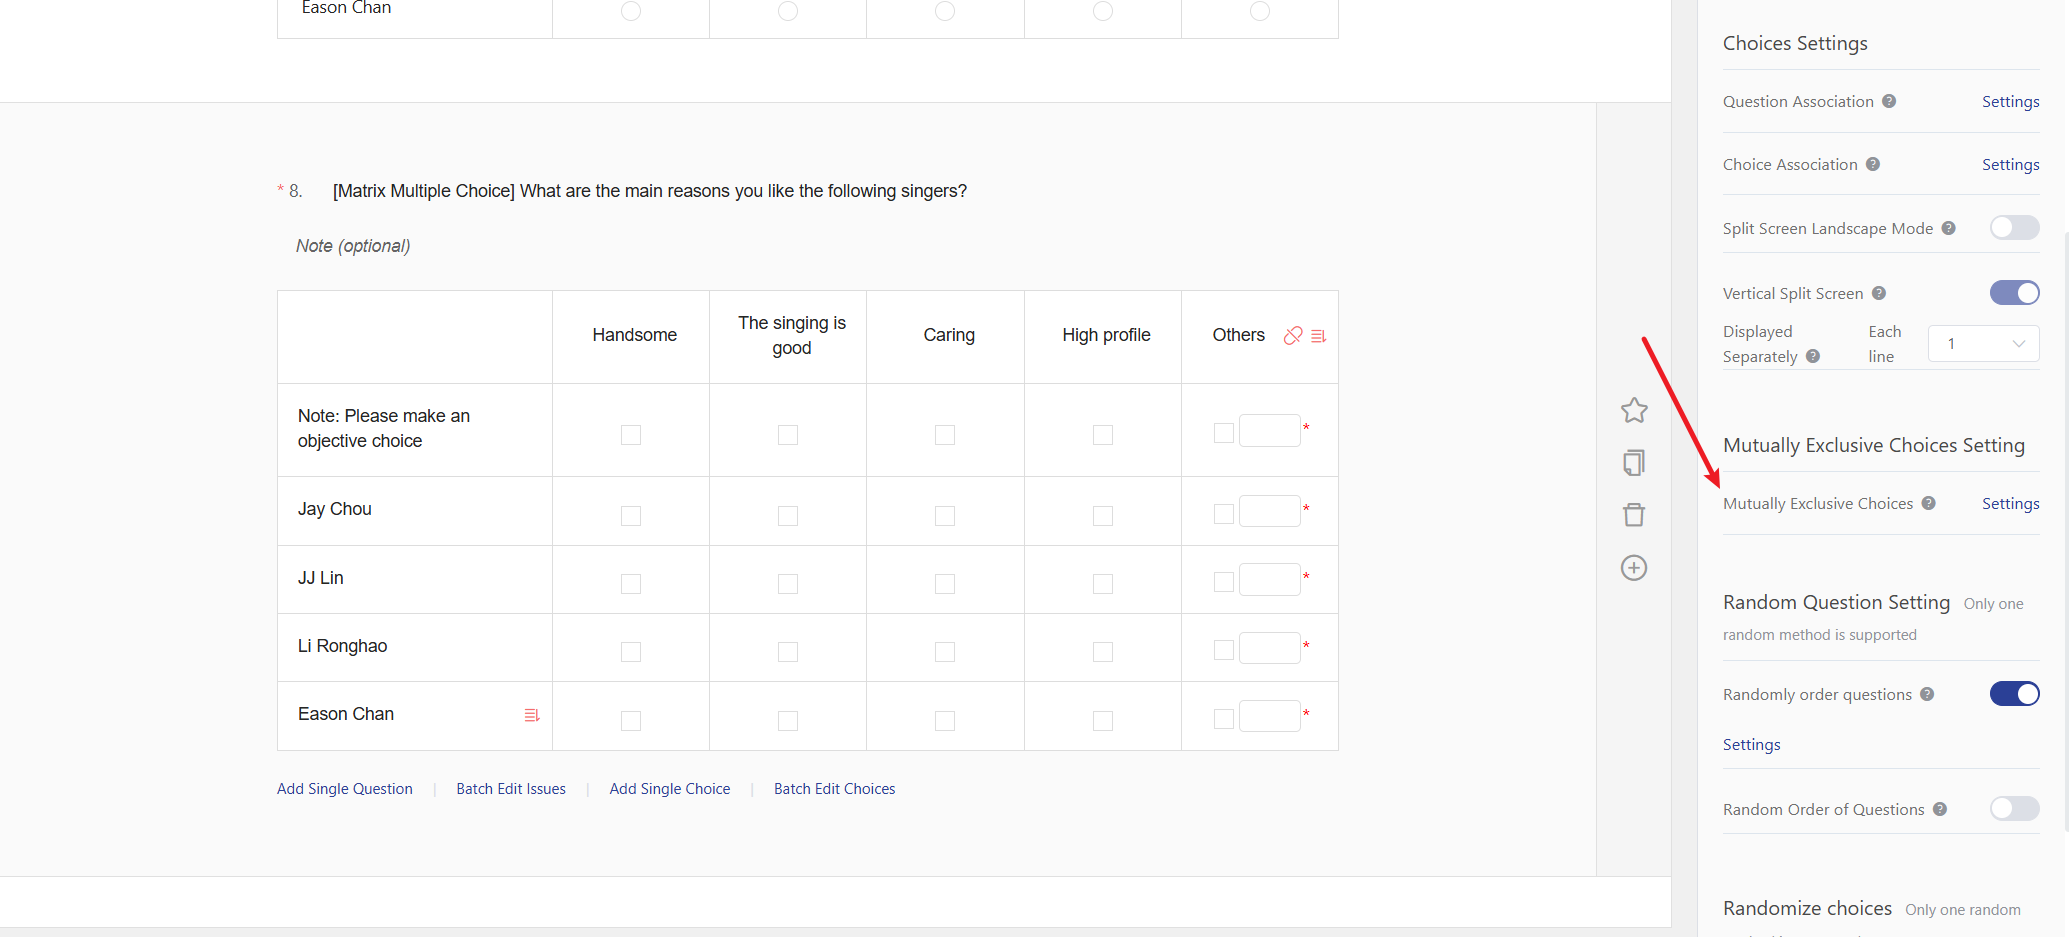 Eason Chan
* 8. [Matrix Multiple Choice] What are the main reasons you like the following singers?
Note (optional)
Handsome
The singing is
good
Caring
High profile
Others
Note: Please make an
objective choice
*
Jay Chou
*
JJ Lin
*
Li Ronghao
*
Eason Chan
*
Add Single Question | Batch Edit Issues | Add Single Choice | Batch Edit Choices
Choices Settings
Question Association ? Settings
Choice Association ? Settings
Split Screen Landscape Mode ?
Vertical Split Screen ?
Displayed
Separately ?
Each
line
1
Mutually Exclusive Choices Setting
Mutually Exclusive Choices ? Settings
Random Question Setting Only one
random method is supported
Randomly order questions ?
Settings
Random Order of Questions ?
Randomize choices Only one random